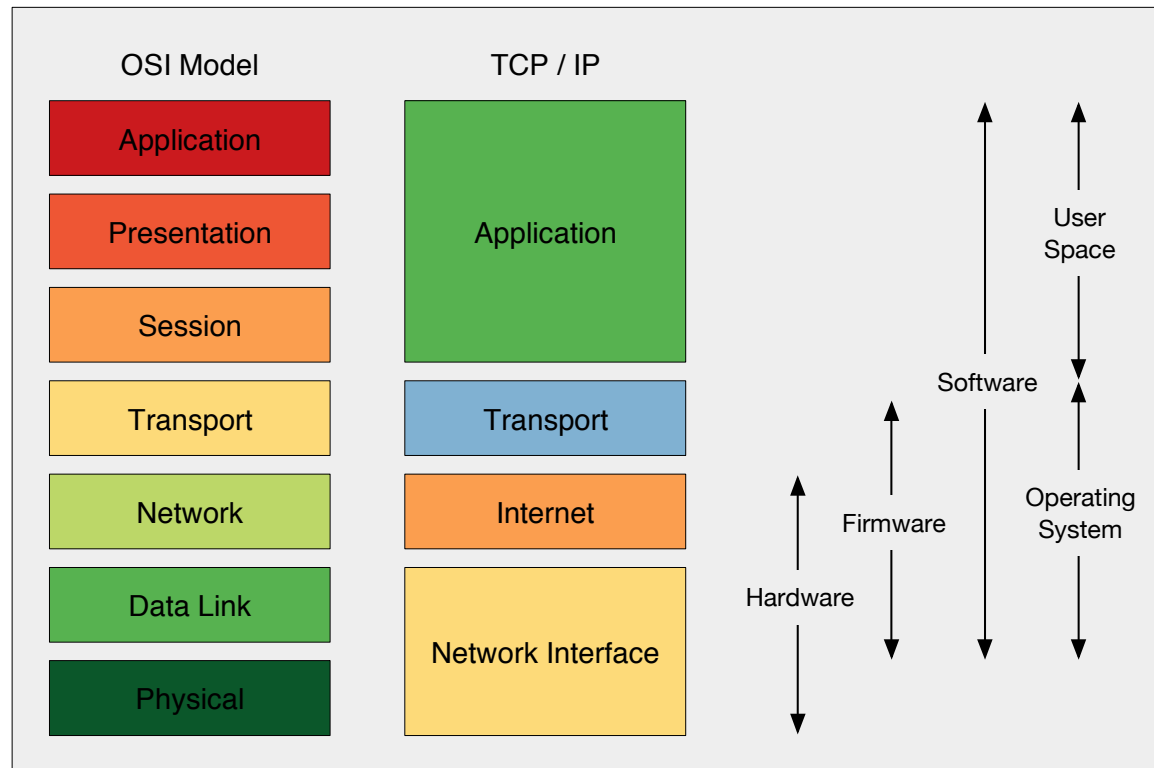 OSI Model
TCP / IP
Application
Presentation
Session
Transport
Network
Data Link
Physical
Application
Transport
Internet
Network Interface
Hardware
Firmware
Software
User
Space
Operating
System